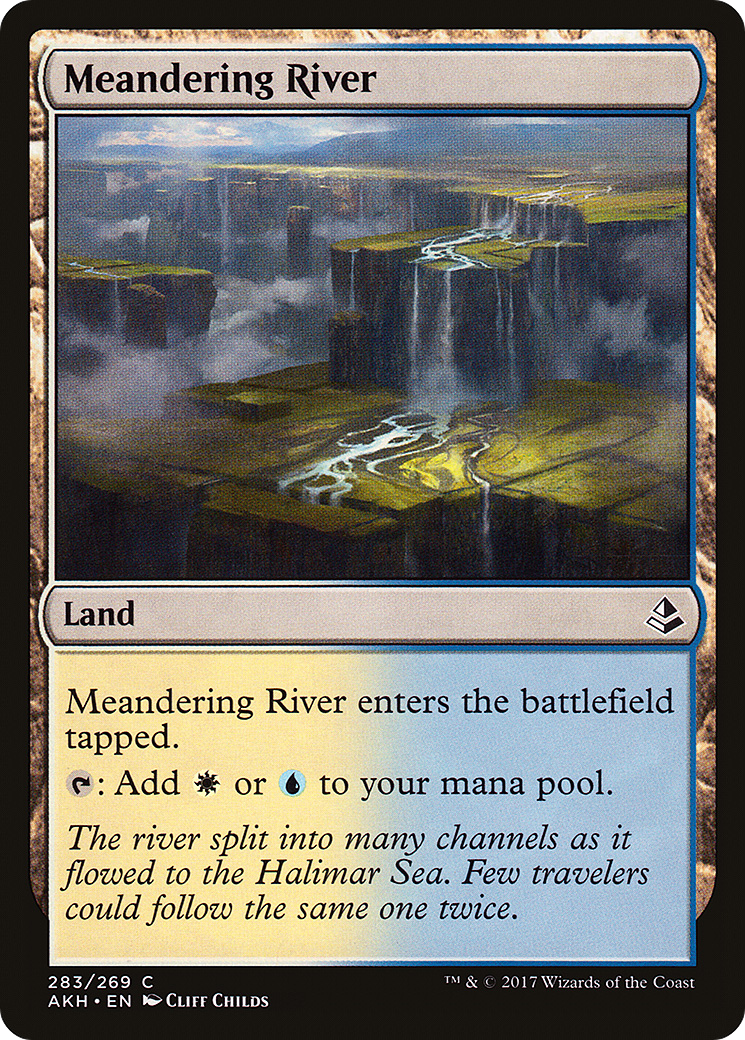 Meandering River
Land
Meandering River enters the battlefield
tapped.
: Add or to your mana pool.
The river split into many channels as it
flowed to the Halimar Sea. Few travelers
could follow the same one twice.
283/269 C
™ & © 2017 Wizards of the Coast
AKH • EN Cliff Childs